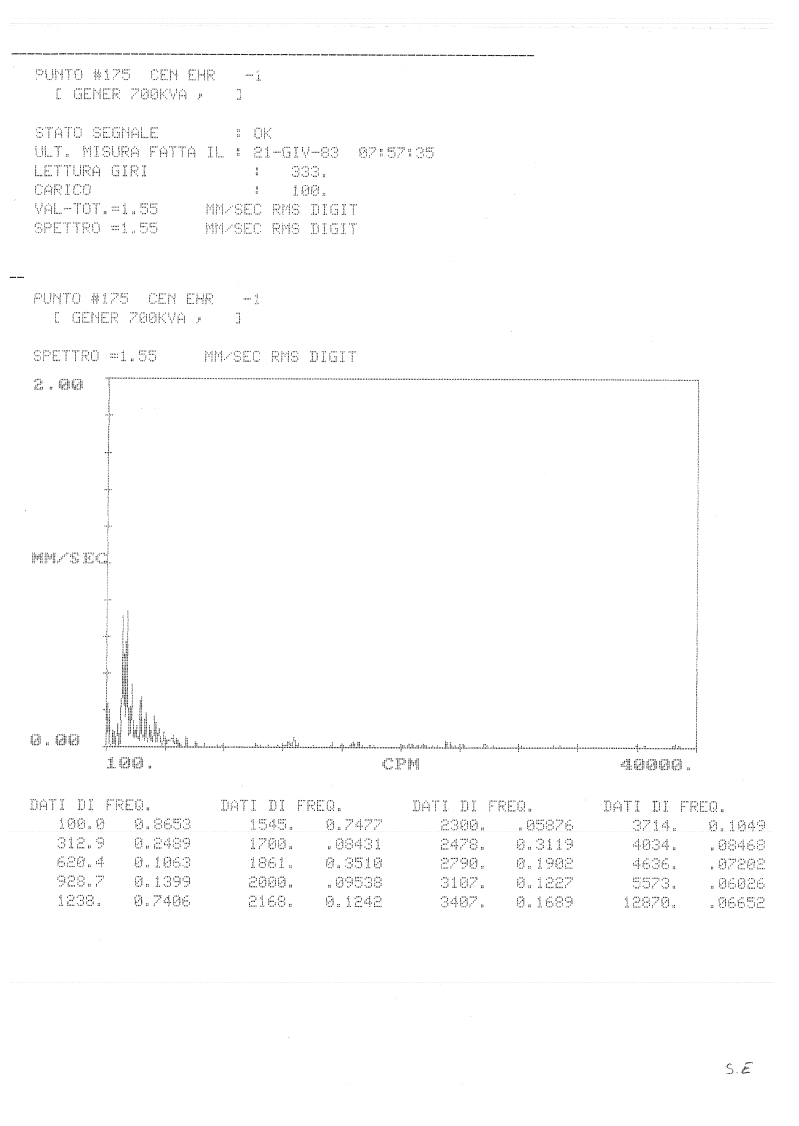 PUNTO #175 CEN EHR -1
[ GENER 700KVA , ]
STATO SEGNALE : OK
ULT. MISURA FATTA IL : 21-GIV-83 07:57:35
LETTURA GIRI : 333.
CARICO : 100.
VAL-TOT.=1.55 MM/SEC RMS DIGIT
SPETTRO =1.55 MM/SEC RMS DIGIT
PUNTO #175 CEN EHR -1
[ GENER 700KVA , ]
SPETTRO =1.55 MM/SEC RMS DIGIT
2.00
MM/SEC
0.00
100. CPM 40000.
DATI DI FREQ. DATI DI FREQ. DATI DI FREQ. DATI DI FREQ.
100.0 0.8653 1545. 0.7477 2300. .05876 3714. 0.1049
312.9 0.2489 1700. .08431 2478. 0.3119 4034. .08468
620.4 0.1063 1861. 0.3510 2790. 0.1902 4636. .07202
928.7 0.1399 2000. .09538 3107. 0.1227 5573. .06026
1238. 0.7406 2168. 0.1242 3407. 0.1689 12870. .06652
S.E